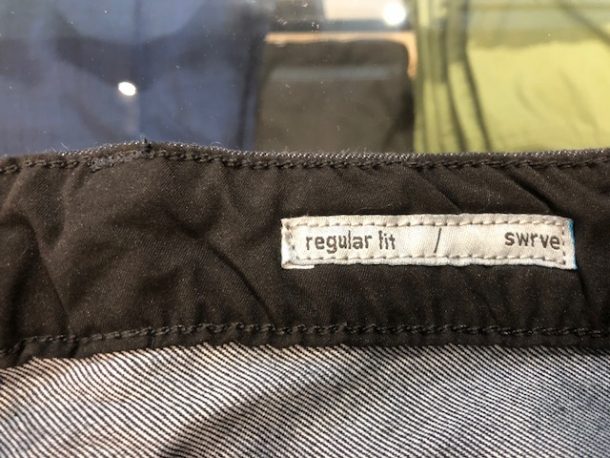 regular fit / swrve